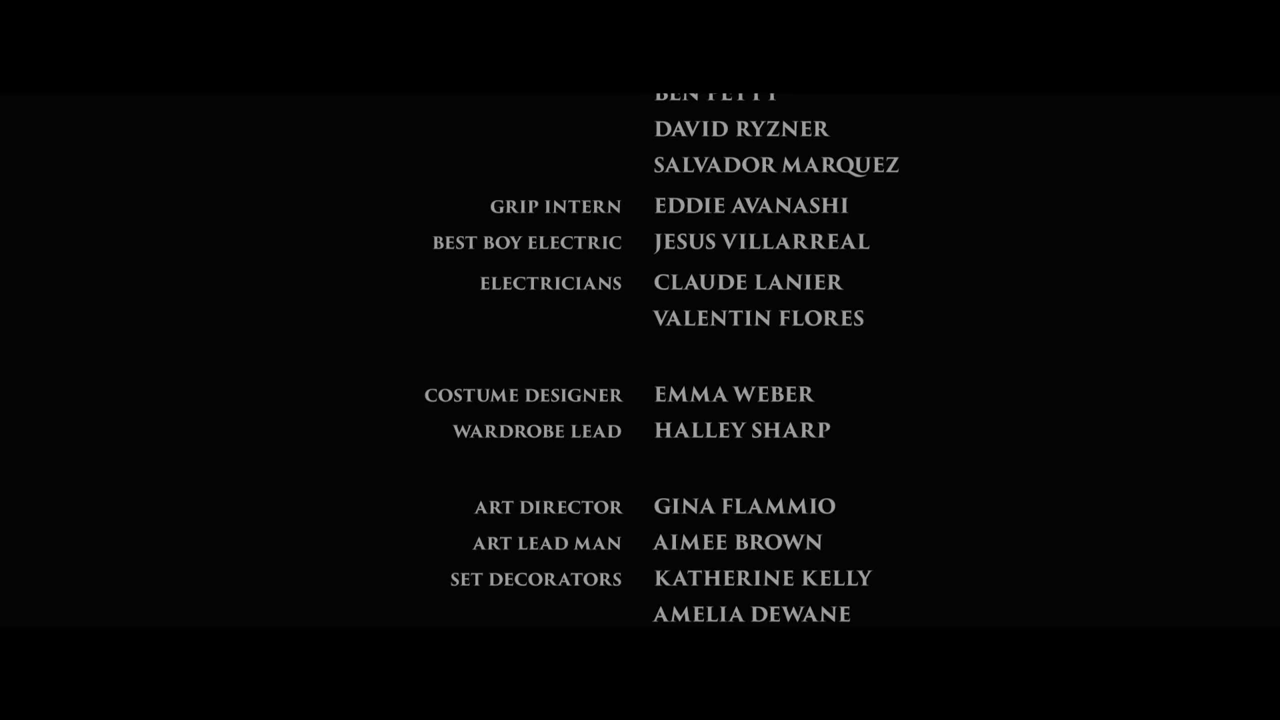 DAVID RYZNER
SALVADOR MARQUEZ
GRIP INTERN EDDIE AVANASHI
BEST BOY ELECTRIC JESUS VILLARREAL
ELECTRICIANS CLAUDE LANIER
VALENTIN FLORES
COSTUME DESIGNER EMMA WEBER
WARDROBE LEAD HALLEY SHARP
ART DIRECTOR GINA FLAMMIO
ART LEAD MAN AIMEE BROWN
SET DECORATORS KATHERINE KELLY
AMELIA DEWANE